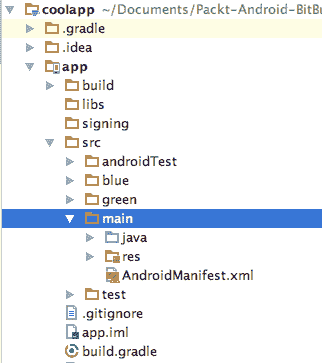 coolapp ~/Documents/Packt-Android-BitBu
.gradle
.idea
app
build
libs
signing
src
androidTest
blue
green
main
java
res
AndroidManifest.xml
test
.gitignore
app.iml
build.gradle